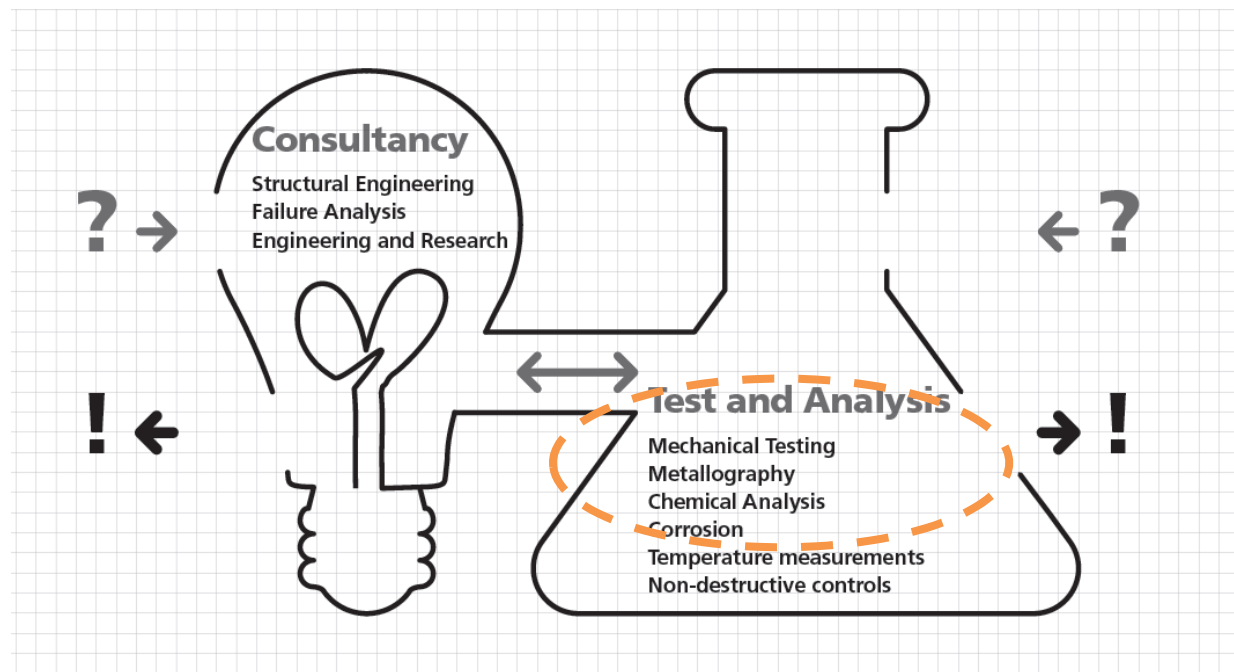 Consultancy
Structural Engineering
Failure Analysis
Engineering and Research
?
?
!
!
Test and Analysis
Mechanical Testing
Metallography
Chemical Analysis
Corrosion
Temperature measurements
Non-destructive controls